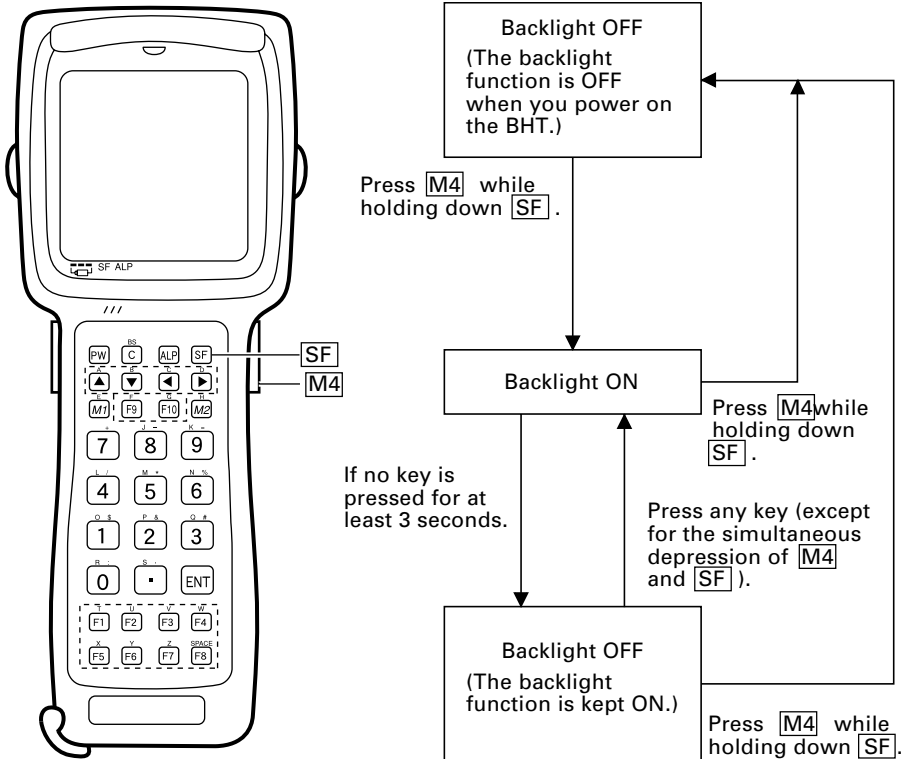 SF ALP
BS
PW C ALP SF
A B C D
E F G H
M1 F9 F10 M2
+ J - K =
7 8 9
L / M * N %
4 5 6
O $ P & Q #
1 2 3
R : S .
0 . ENT
T U V W
F1 F2 F3 F4
X Y Z SPACE
F5 F6 F7 F8
SF
M4
Backlight OFF
(The backlight
function is OFF
when you power on
the BHT.)
Press M4 while
holding down SF .
Backlight ON
Press M4while
holding down
SF .
If no key is
pressed for at
least 3 seconds.
Press any key (except
for the simultaneous
depression of M4
and SF ).
Backlight OFF
(The backlight
function is kept ON.)
Press M4 while
holding down SF.